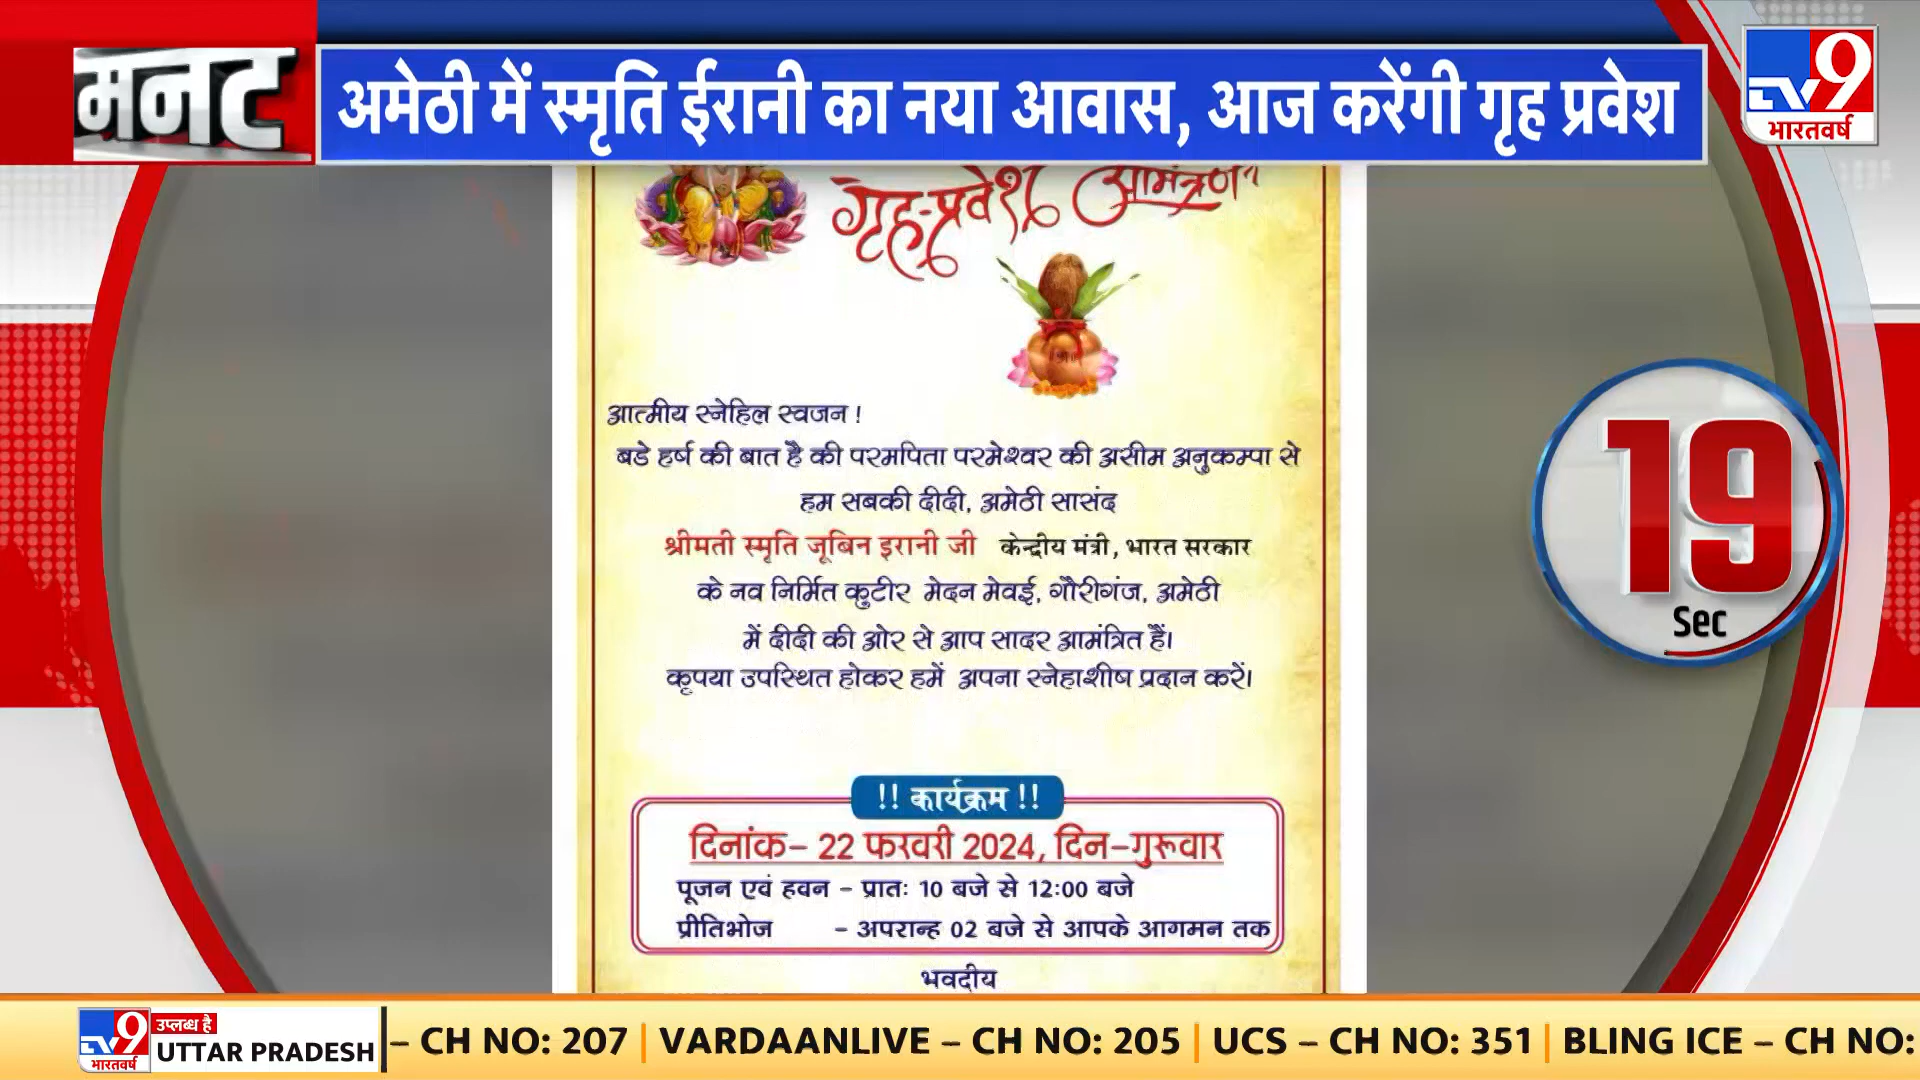 मिनट
अमेठी में स्मृति ईरानी का नया आवास, आज करेंगी गृह प्रवेश
TV9
भारतवर्ष
गृह-प्रवेश आमंत्रण
आत्मीय स्नेहिल स्वजन !
बडे हर्ष की बात है की परमपिता परमेश्वर की असीम अनुकम्पा से
हम सबकी दीदी, अमेठी सासंद
श्रीमती स्मृति जूबिन इरानी जी केन्द्रीय मंत्री, भारत सरकार
के नव निर्मित कुटीर मेदन मेवई, गौरीगंज, अमेठी
में दीदी की ओर से आप सादर आमंत्रित हैं।
कृपया उपस्थित होकर हमें अपना स्नेहाशीष प्रदान करें।
19
Sec
!! कार्यक्रम !!
दिनांक- 22 फरवरी 2024, दिन-गुरूवार
पूजन एवं हवन - प्रातः 10 बजे से 12:00 बजे
प्रीतिभोज - अपरान्ह 02 बजे से आपके आगमन तक
भवदीय
TV9 भारतवर्ष उपलब्ध है
UTTAR PRADESH
– CH NO: 207 | VARDAANLIVE – CH NO: 205 | UCS – CH NO: 351 | BLING ICE – CH NO: